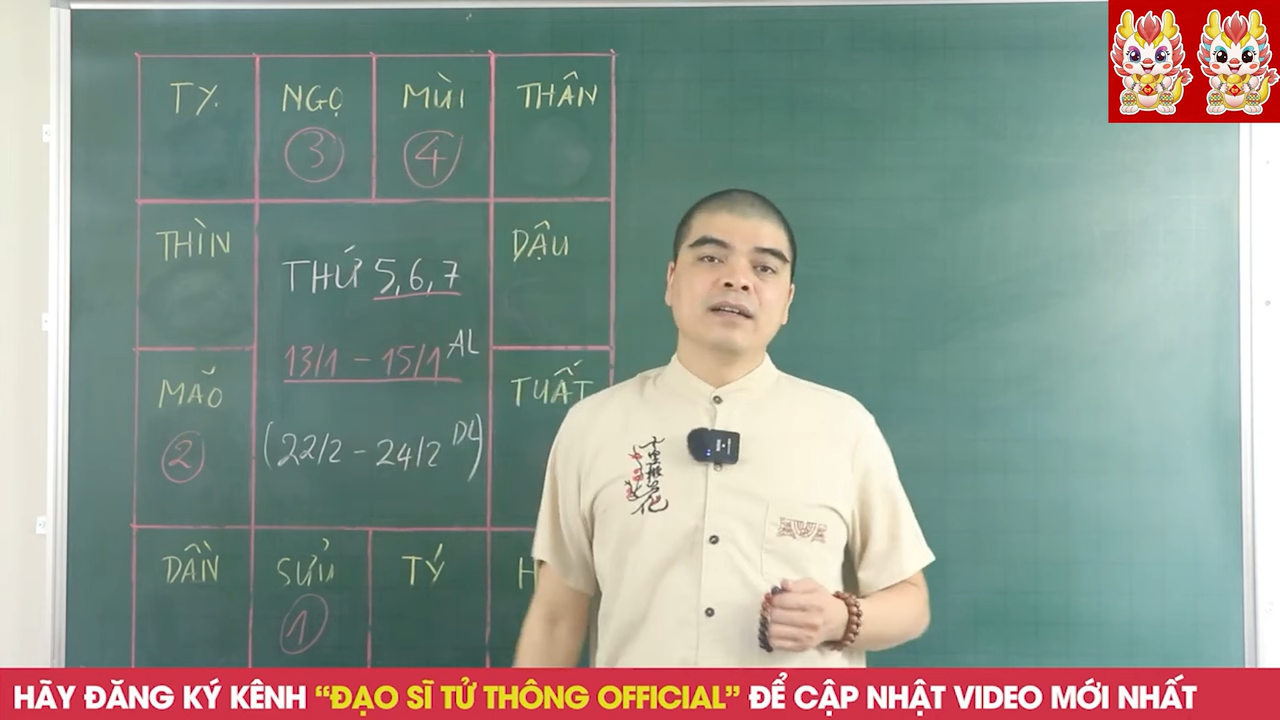 TY.
NGỌ
MÙI
THÂN
3
4
THÌN
DẬU
THỨ 5,6,7
13/1 - 15/1 AL
MÃO
TUẤT
2
(22/2 - 24/2 DL)
DẦN
SỬU
TÝ
H
1
HÃY ĐĂNG KÝ KÊNH “ĐẠO SĨ TỬ THÔNG OFFICIAL” ĐỂ CẬP NHẬT VIDEO MỚI NHẤT